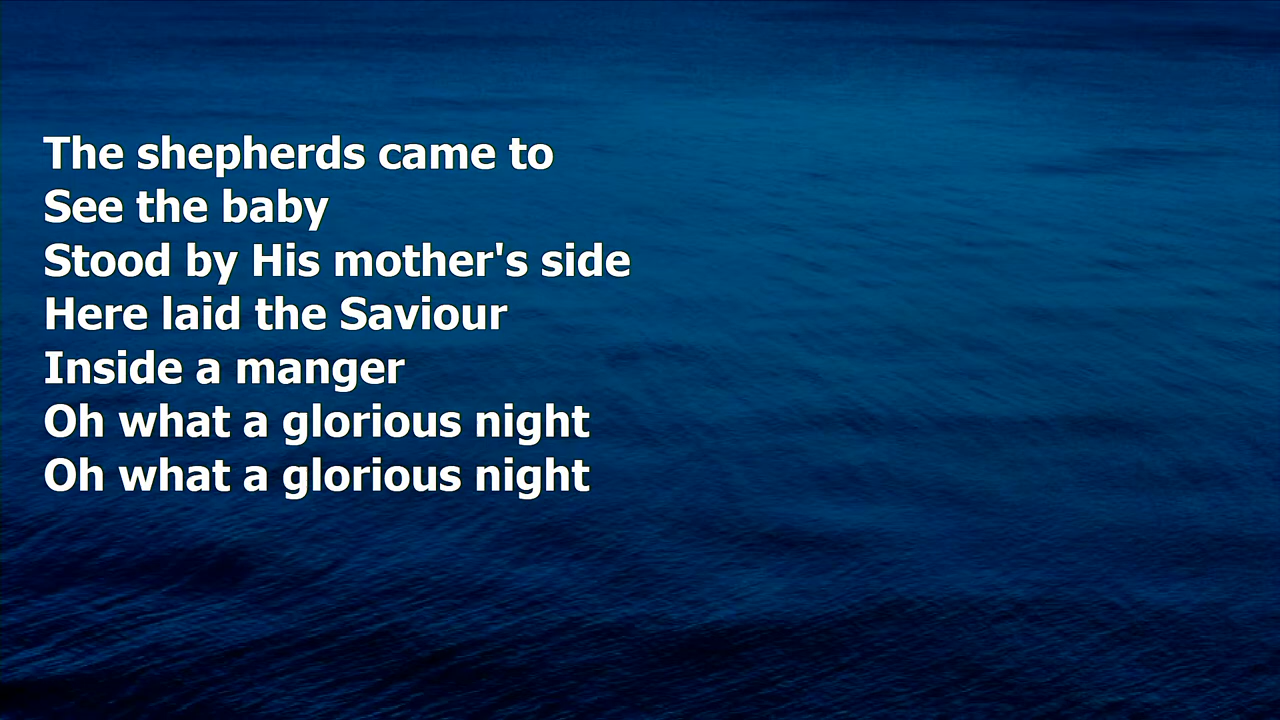 The shepherds came to
See the baby
Stood by His mother's side
Here laid the Saviour
Inside a manger
Oh what a glorious night
Oh what a glorious night